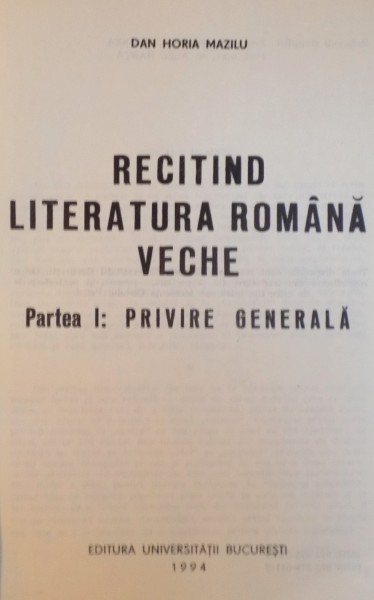 DAN HORIA MAZILU
RECITIND
LITERATURA ROMÂNĂ
VECHE
Partea I: PRIVIRE GENERALĂ
EDITURA UNIVERSITĂȚII BUCUREȘTI
1994